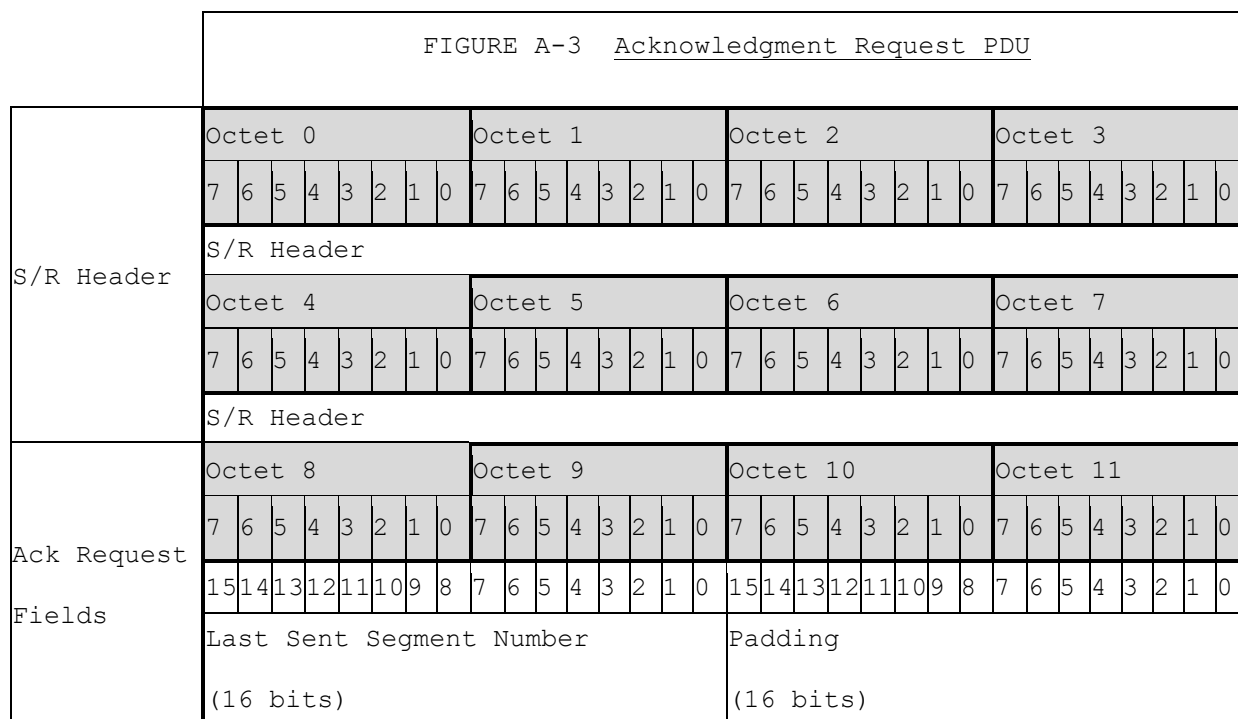 FIGURE A-3 Acknowledgment Request PDU
S/R Header
Octet 0 Octet 1 Octet 2 Octet 3
7 6 5 4 3 2 1 0 7 6 5 4 3 2 1 0 7 6 5 4 3 2 1 0 7 6 5 4 3 2 1 0
S/R Header
Octet 4 Octet 5 Octet 6 Octet 7
7 6 5 4 3 2 1 0 7 6 5 4 3 2 1 0 7 6 5 4 3 2 1 0 7 6 5 4 3 2 1 0
S/R Header
Ack Request
Fields
Octet 8 Octet 9 Octet 10 Octet 11
7 6 5 4 3 2 1 0 7 6 5 4 3 2 1 0 7 6 5 4 3 2 1 0 7 6 5 4 3 2 1 0
15 14 13 12 11 10 9 8 7 6 5 4 3 2 1 0 15 14 13 12 11 10 9 8 7 6 5 4 3 2 1 0
Last Sent Segment Number
(16 bits)
Padding
(16 bits)